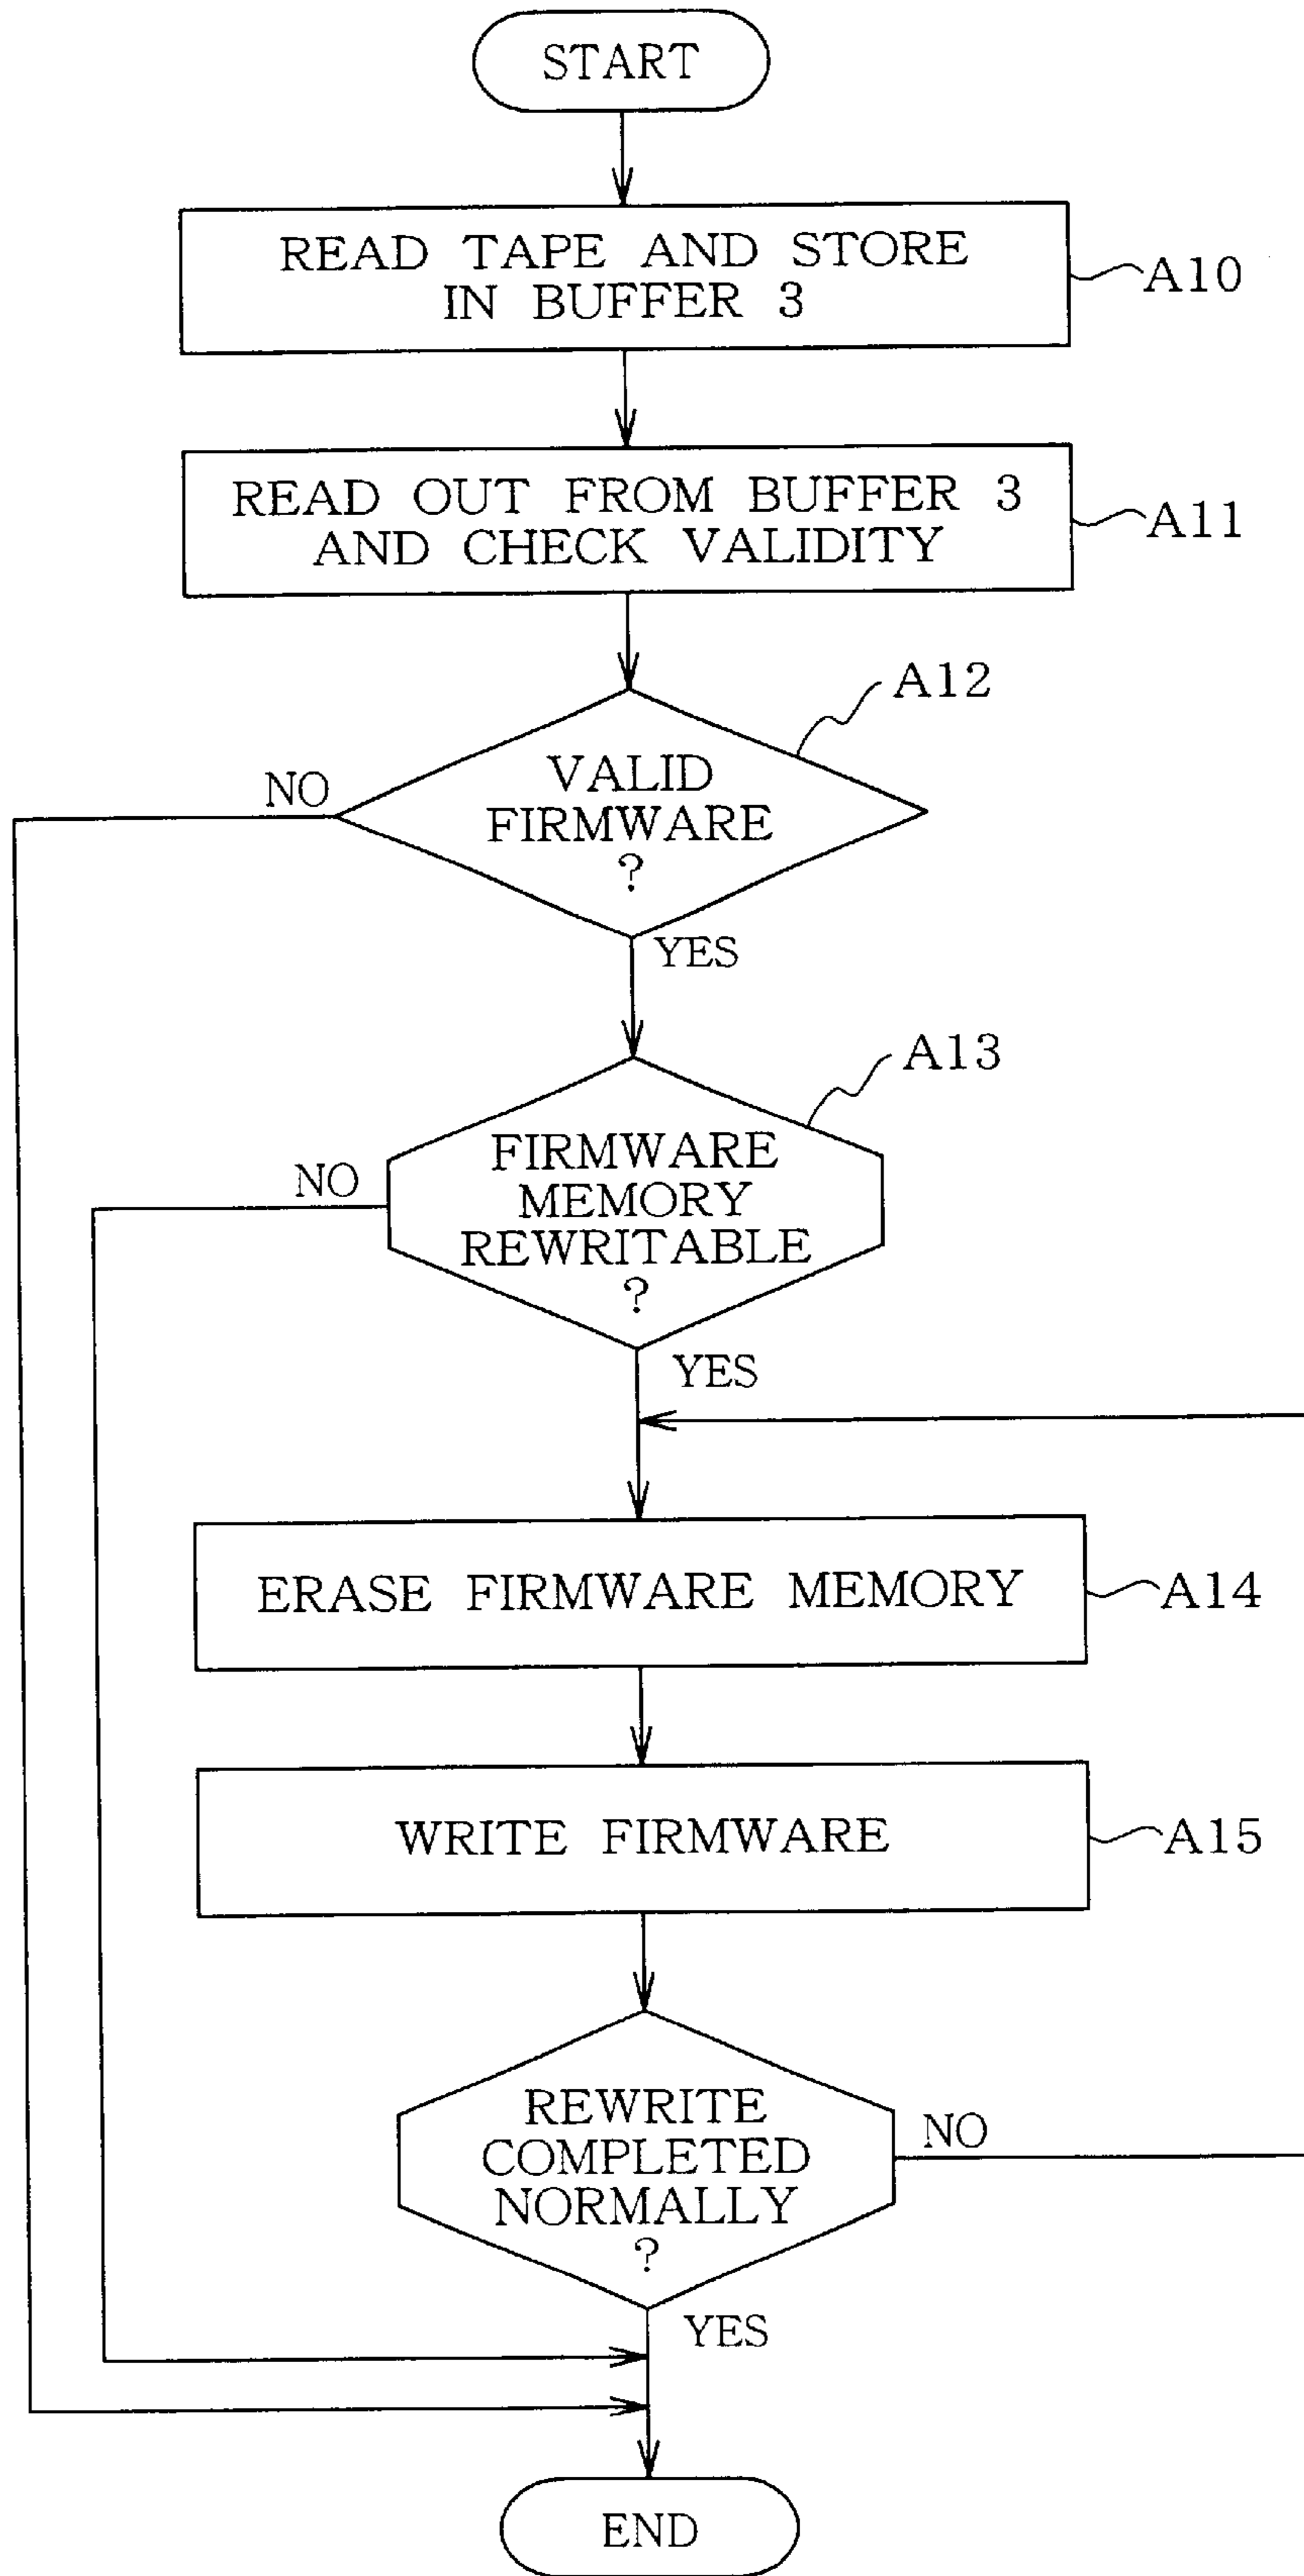 START
READ TAPE AND STORE
IN BUFFER 3
A10
READ OUT FROM BUFFER 3
AND CHECK VALIDITY
A11
A12
VALID
FIRMWARE
?
NO
YES
A13
FIRMWARE
MEMORY
REWRITABLE
?
NO
YES
ERASE FIRMWARE MEMORY
A14
WRITE FIRMWARE
A15
REWRITE
COMPLETED
NORMALLY
?
NO
YES
END